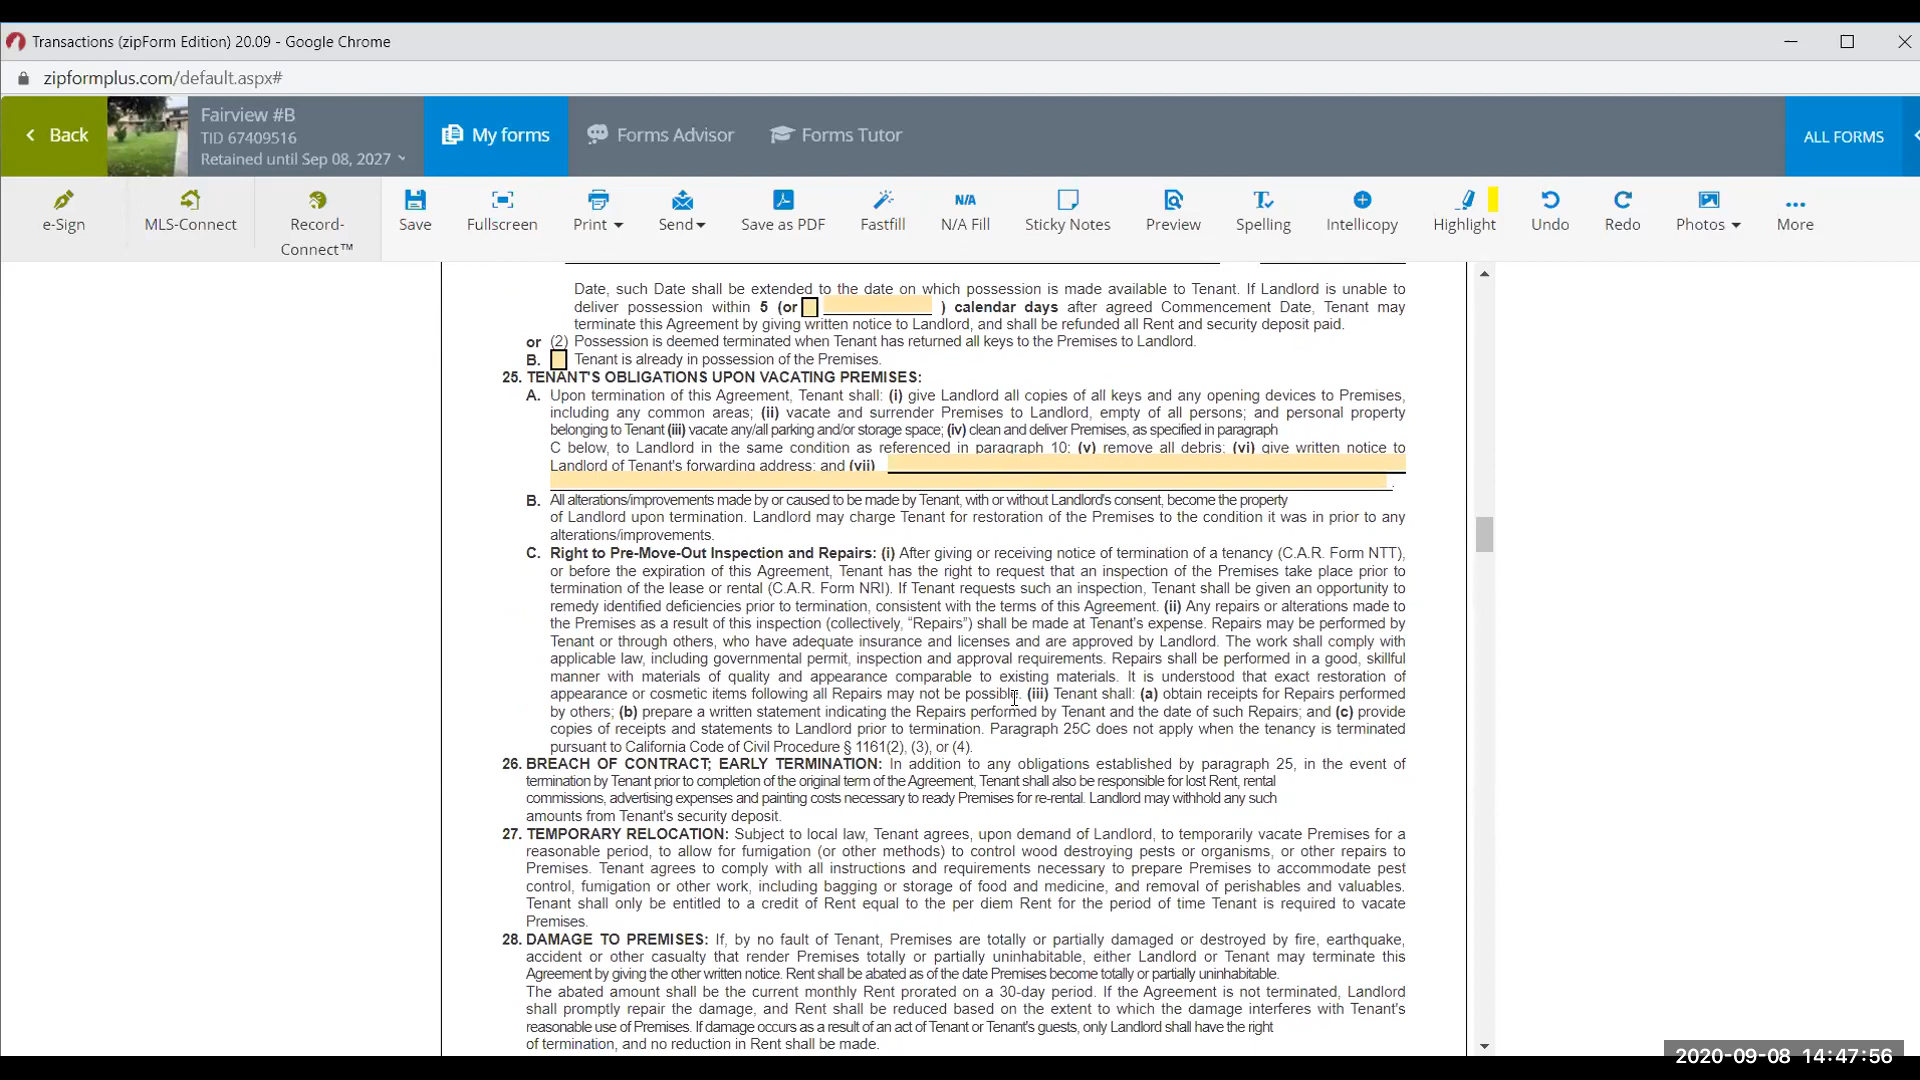 Transactions (zipForm Edition) 20.09 - Google Chrome
zipformplus.com/default.aspx#
Back
Fairview #B
TID 67409516
Retained until Sep 08, 2027
My forms
Forms Advisor
Forms Tutor
ALL FORMS
e-Sign
MLS-Connect
Record-
Connect™
Save
Fullscreen
Print
Send
Save as PDF
Fastfill
N/A
N/A Fill
Sticky Notes
Preview
Spelling
Intellicopy
Highlight
Undo
Redo
Photos
More
Date, such Date shall be extended to the date on which possession is made available to Tenant. If Landlord is unable to
deliver possession within 5 (or ) calendar days after agreed Commencement Date, Tenant may
terminate this Agreement by giving written notice to Landlord, and shall be refunded all Rent and security deposit paid.
or (2) Possession is deemed terminated when Tenant has returned all keys to the Premises to Landlord.
B. Tenant is already in possession of the Premises.
25. TENANT'S OBLIGATIONS UPON VACATING PREMISES:
A. Upon termination of this Agreement, Tenant shall: (i) give Landlord all copies of all keys and any opening devices to Premises,
including any common areas; (ii) vacate and surrender Premises to Landlord, empty of all persons; and personal property
belonging to Tenant (iii) vacate any/all parking and/or storage space; (iv) clean and deliver Premises, as specified in paragraph
C below, to Landlord in the same condition as referenced in paragraph 10; (v) remove all debris; (vi) give written notice to
Landlord of Tenant's forwarding address; and (vii)
.
B. All alterations/improvements made by or caused to be made by Tenant, with or without Landlord's consent, become the property
of Landlord upon termination. Landlord may charge Tenant for restoration of the Premises to the condition it was in prior to any
alterations/improvements.
C. Right to Pre-Move-Out Inspection and Repairs: (i) After giving or receiving notice of termination of a tenancy (C.A.R. Form NTT),
or before the expiration of this Agreement, Tenant has the right to request that an inspection of the Premises take place prior to
termination of the lease or rental (C.A.R. Form NRI). If Tenant requests such an inspection, Tenant shall be given an opportunity to
remedy identified deficiencies prior to termination, consistent with the terms of this Agreement. (ii) Any repairs or alterations made to
the Premises as a result of this inspection (collectively, “Repairs”) shall be made at Tenant's expense. Repairs may be performed by
Tenant or through others, who have adequate insurance and licenses and are approved by Landlord. The work shall comply with
applicable law, including governmental permit, inspection and approval requirements. Repairs shall be performed in a good, skillful
manner with materials of quality and appearance comparable to existing materials. It is understood that exact restoration of
appearance or cosmetic items following all Repairs may not be possible. (iii) Tenant shall: (a) obtain receipts for Repairs performed
by others; (b) prepare a written statement indicating the Repairs performed by Tenant and the date of such Repairs; and (c) provide
copies of receipts and statements to Landlord prior to termination. Paragraph 25C does not apply when the tenancy is terminated
pursuant to California Code of Civil Procedure § 1161(2), (3), or (4).
26. BREACH OF CONTRACT; EARLY TERMINATION: In addition to any obligations established by paragraph 25, in the event of
termination by Tenant prior to completion of the original term of the Agreement, Tenant shall also be responsible for lost Rent, rental
commissions, advertising expenses and painting costs necessary to ready Premises for re-rental. Landlord may withhold any such
amounts from Tenant's security deposit.
27. TEMPORARY RELOCATION: Subject to local law, Tenant agrees, upon demand of Landlord, to temporarily vacate Premises for a
reasonable period, to allow for fumigation (or other methods) to control wood destroying pests or organisms, or other repairs to
Premises. Tenant agrees to comply with all instructions and requirements necessary to prepare Premises to accommodate pest
control, fumigation or other work, including bagging or storage of food and medicine, and removal of perishables and valuables.
Tenant shall only be entitled to a credit of Rent equal to the per diem Rent for the period of time Tenant is required to vacate
Premises.
28. DAMAGE TO PREMISES: If, by no fault of Tenant, Premises are totally or partially damaged or destroyed by fire, earthquake,
accident or other casualty that render Premises totally or partially uninhabitable, either Landlord or Tenant may terminate this
Agreement by giving the other written notice. Rent shall be abated as of the date Premises become totally or partially uninhabitable.
The abated amount shall be the current monthly Rent prorated on a 30-day period. If the Agreement is not terminated, Landlord
shall promptly repair the damage, and Rent shall be reduced based on the extent to which the damage interferes with Tenant's
reasonable use of Premises. If damage occurs as a result of an act of Tenant or Tenant's guests, only Landlord shall have the right
of termination, and no reduction in Rent shall be made.
2020-09-08 14:47:56